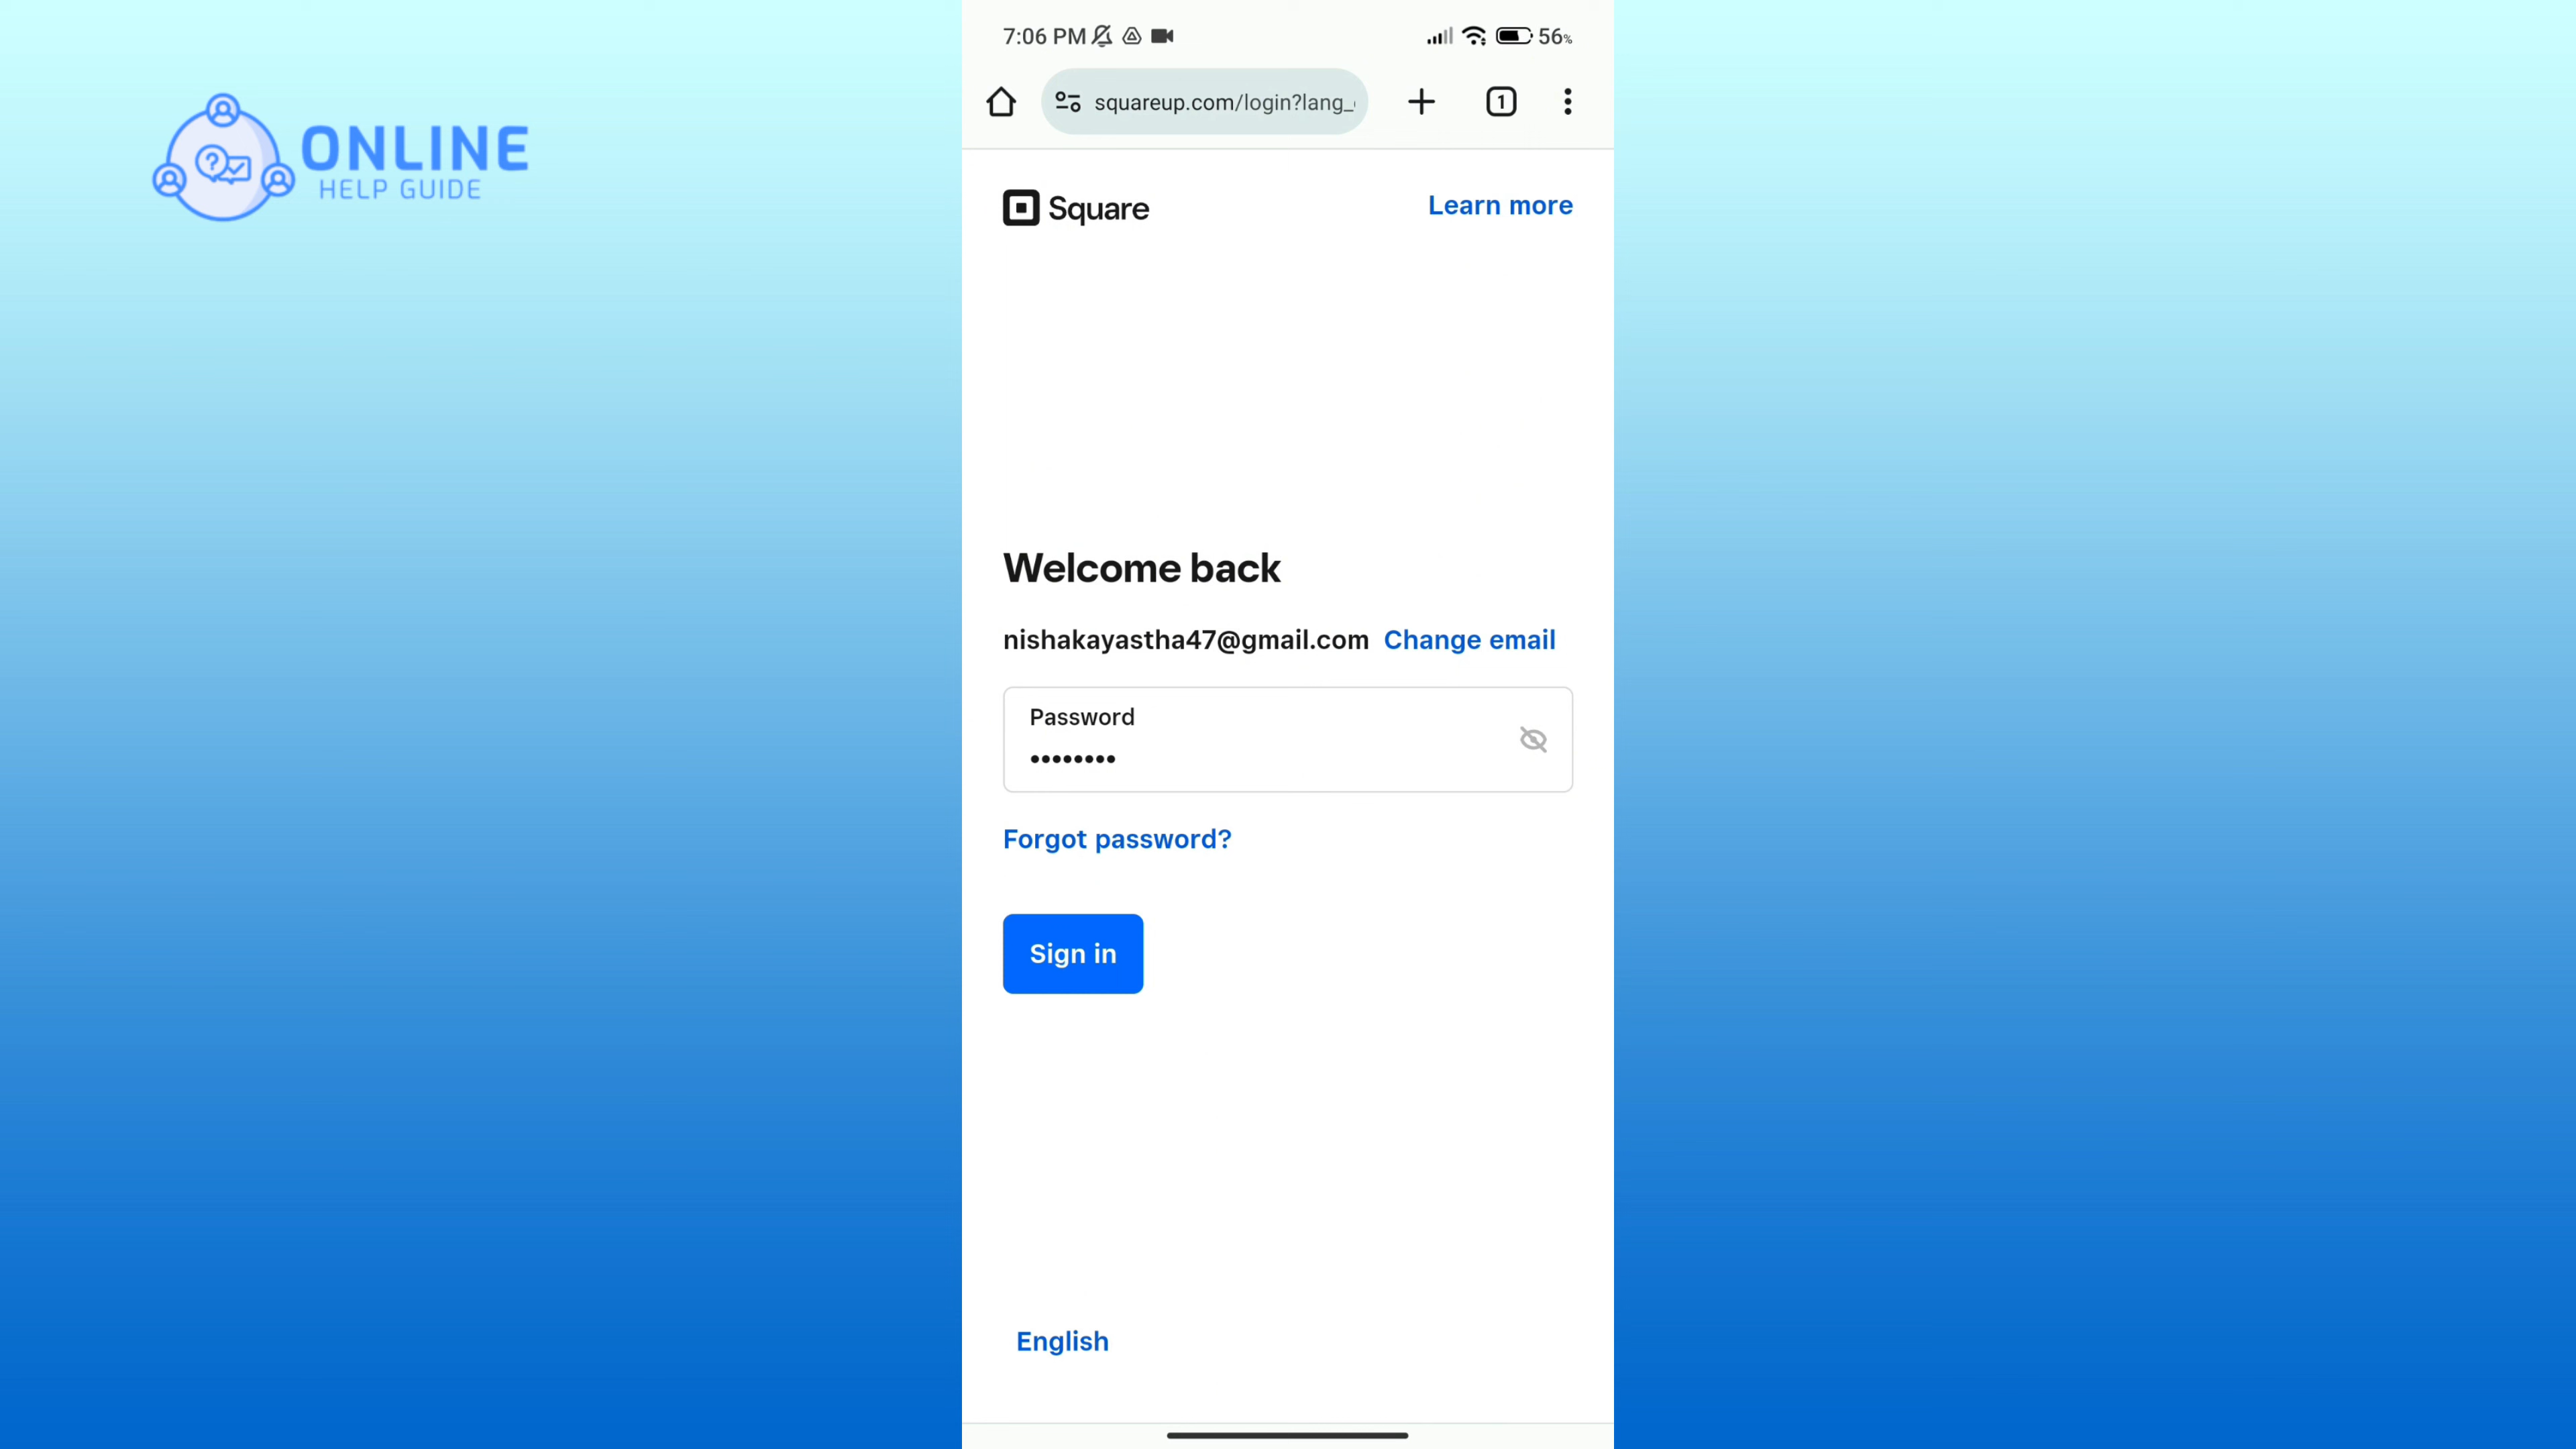 ONLINE
HELP GUIDE
7:06 PM
56%
squareup.com/login?lang_
1
Square
Learn more
Welcome back
nishakayastha47@gmail.com Change email
Password
••••••••
Forgot password?
Sign in
English